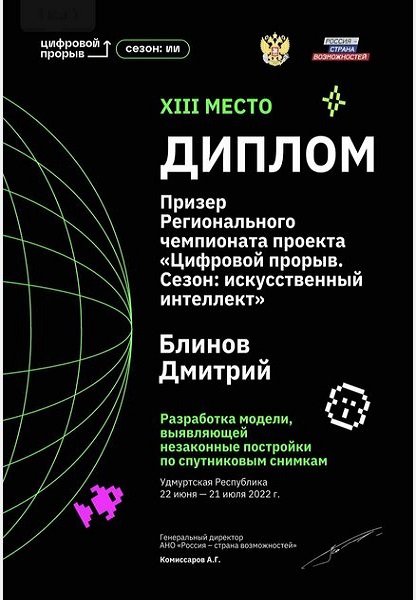 цифровой
прорыв
сезон: ии
РОССИЯ –
СТРАНА
ВОЗМОЖНОСТЕЙ
XIII МЕСТО
ДИПЛОМ
Призер
Регионального
чемпионата проекта
«Цифровой прорыв.
Сезон: искусственный
интеллект»
Блинов
Дмитрий
Разработка модели,
выявляющей
незаконные постройки
по спутниковым снимкам
Удмуртская Республика
22 июня — 21 июля 2022 г.
Генеральный директор
АНО «Россия – страна возможностей»
Комиссаров А.Г.